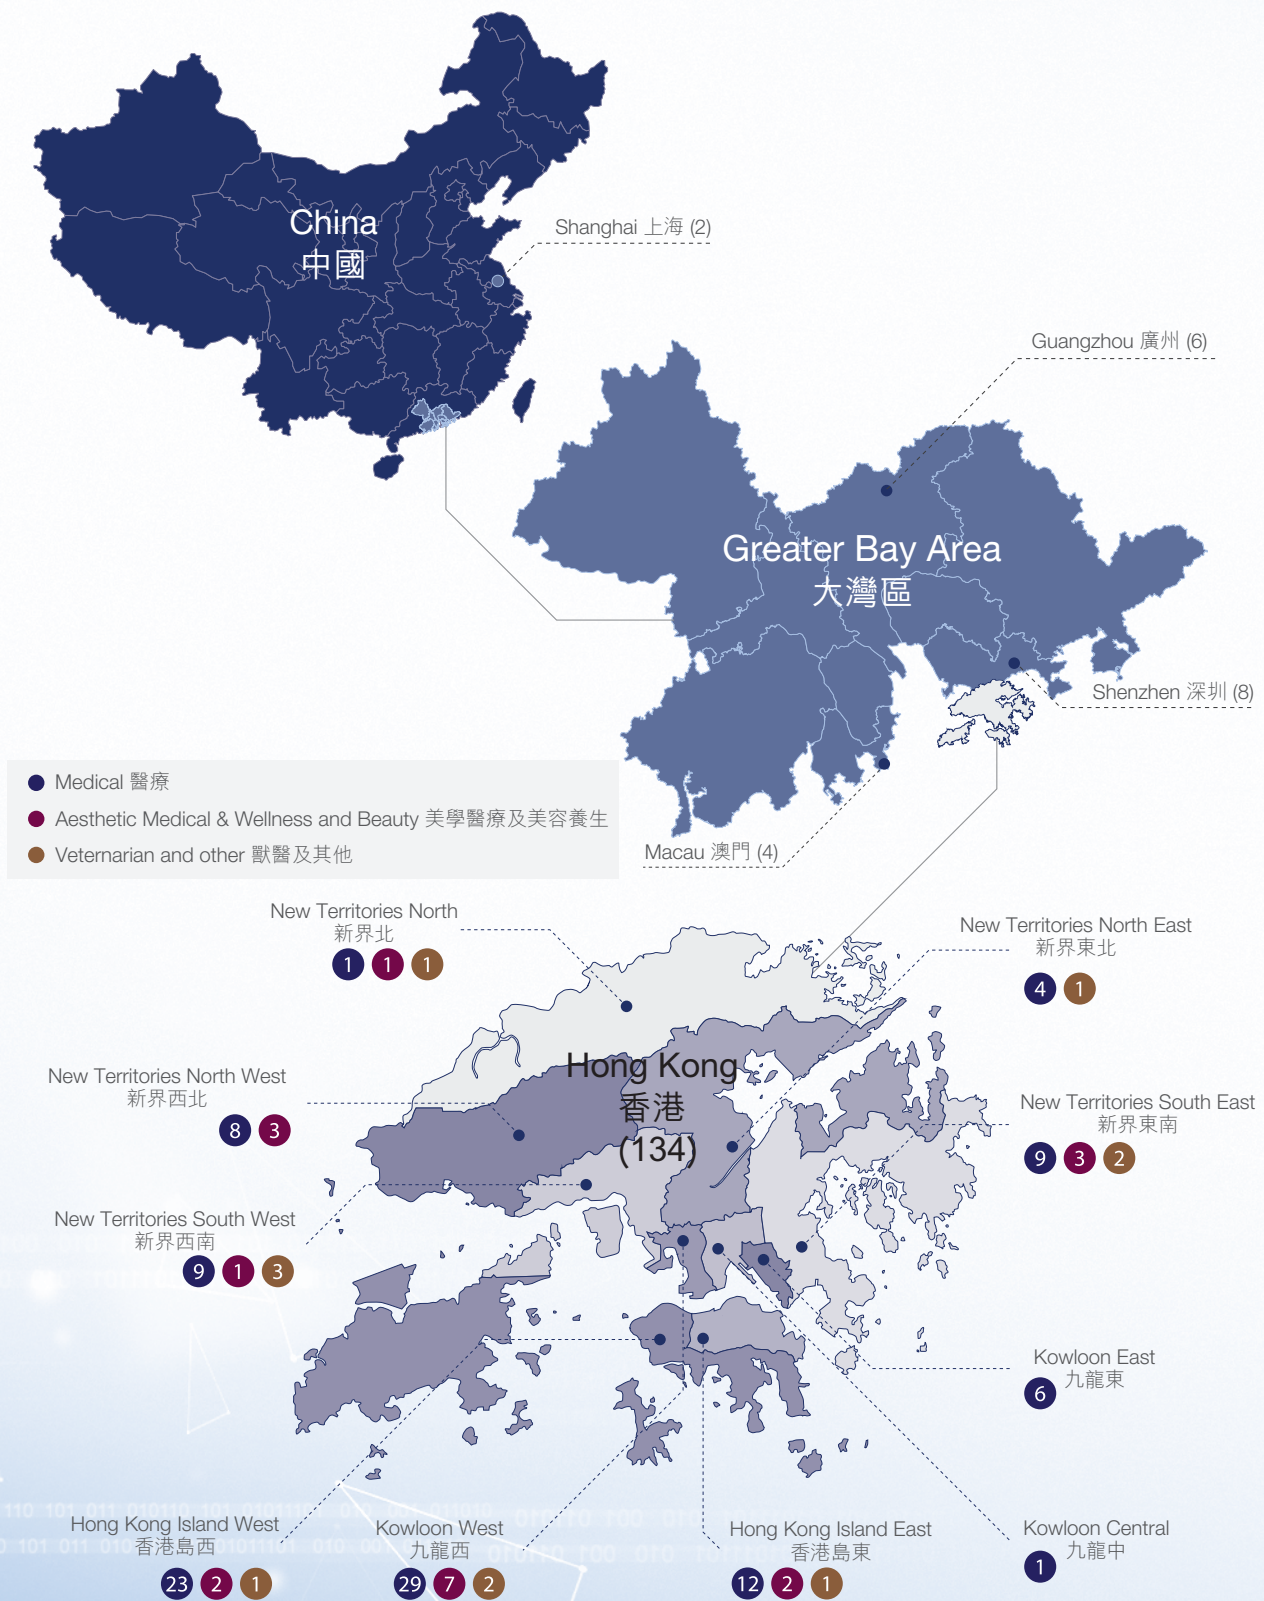 China
中國
Shanghai 上海 (2)
Guangzhou 廣州 (6)
Greater Bay Area
大灣區
Shenzhen 深圳 (8)
Macau 澳門 (4)
Medical 醫療
Aesthetic Medical & Wellness and Beauty 美學醫療及美容養生
Veternarian and other 獸醫及其他
New Territories North
新界北
1 1 1
New Territories North East
新界東北
4 1
Hong Kong
香港
(134)
New Territories North West
新界西北
8 3
New Territories South East
新界東南
9 3 2
New Territories South West
新界西南
9 1 3
Kowloon East
九龍東
6
Hong Kong Island West
香港島西
23 2 1
Kowloon West
九龍西
29 7 2
Hong Kong Island East
香港島東
12 2 1
Kowloon Central
九龍中
1